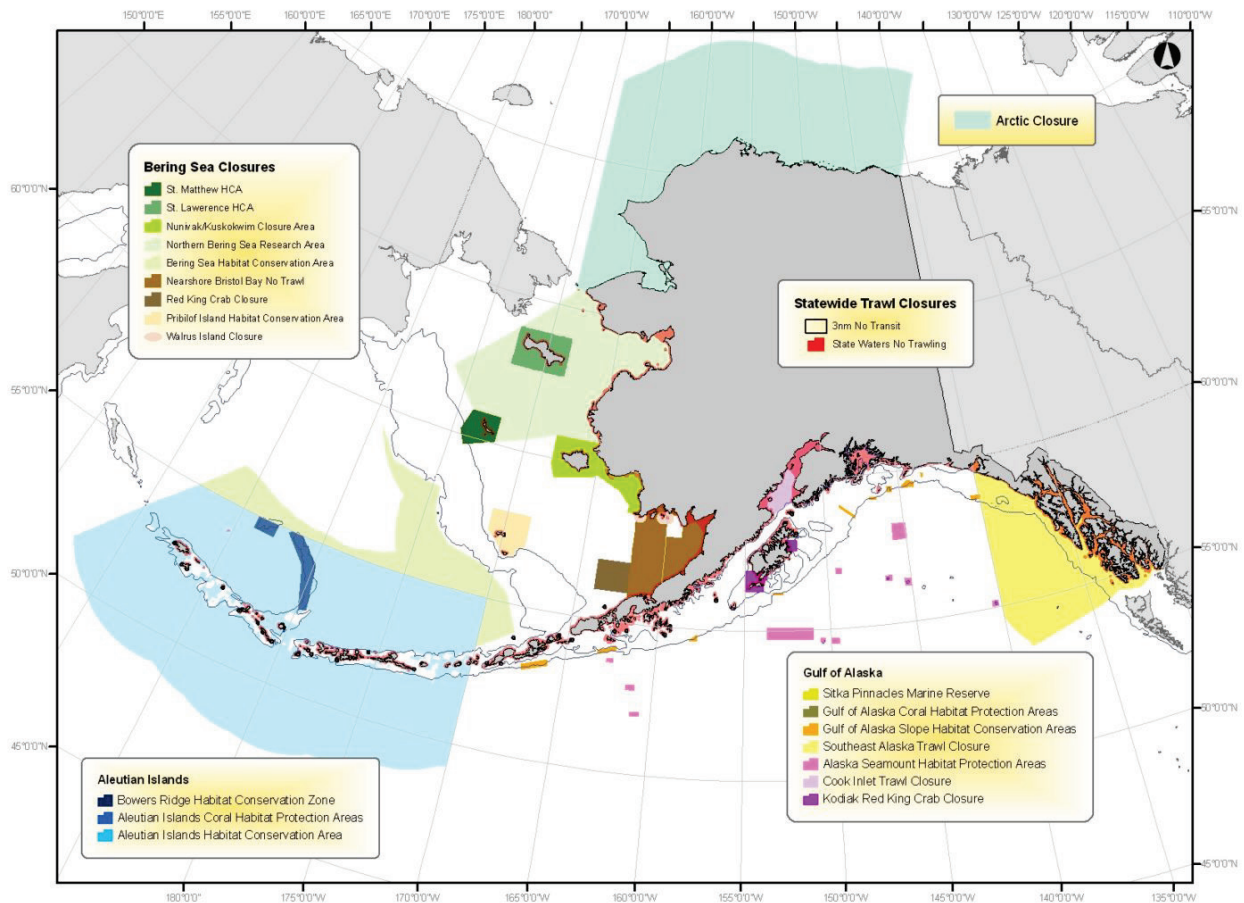 150°0'0"E
155°0'0"E
160°0'0"E
165°0'0"E
170°0'0"E
175°0'0"E
180°0'0"
170°0'0"W
160°0'0"W
150°0'0"W
140°0'0"W
130°0'0"W
125°0'0"W
120°0'0"W
115°0'0"W
110°0'0"W
Arctic Closure
Bering Sea Closures
St. Matthew HCA
St. Lawerence HCA
Nunivak/Kuskokwim Closure Area
Northern Bering Sea Research Area
Bering Sea Habitat Conservation Area
Nearshore Bristol Bay No Trawl
Red King Crab Closure
Pribilof Island Habitat Conservation Area
Walrus Island Closure
60°0'0"N
65°0'0"N
Statewide Trawl Closures
3nm No Transit
State Waters No Trawling
55°0'0"N
60°0'0"N
50°0'0"N
55°0'0"N
Gulf of Alaska
Sitka Pinnacles Marine Reserve
Gulf of Alaska Coral Habitat Protection Areas
Gulf of Alaska Slope Habitat Conservation Areas
Southeast Alaska Trawl Closure
Alaska Seamount Habitat Protection Areas
Cook Inlet Trawl Closure
Kodiak Red King Crab Closure
50°0'0"N
45°0'0"N
Aleutian Islands
Bowers Ridge Habitat Conservation Zone
Aleutian Islands Coral Habitat Protection Areas
Aleutian Islands Habitat Conservation Area
45°0'0"N
180°0'0"
175°0'0"W
170°0'0"W
165°0'0"W
160°0'0"W
155°0'0"W
150°0'0"W
145°0'0"W
140°0'0"W
135°0'0"W